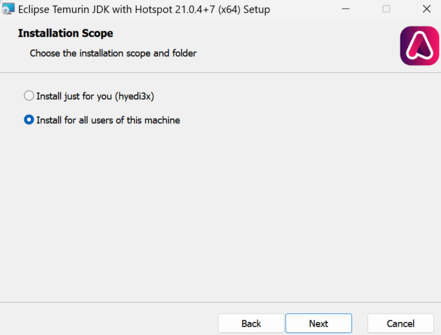 Eclipse Temurin JDK with Hotspot 21.0.4+7 (x64) Setup
Installation Scope
Choose the installation scope and folder
Install just for you (hyedi3x)
Install for all users of this machine
Back
Next
Cancel